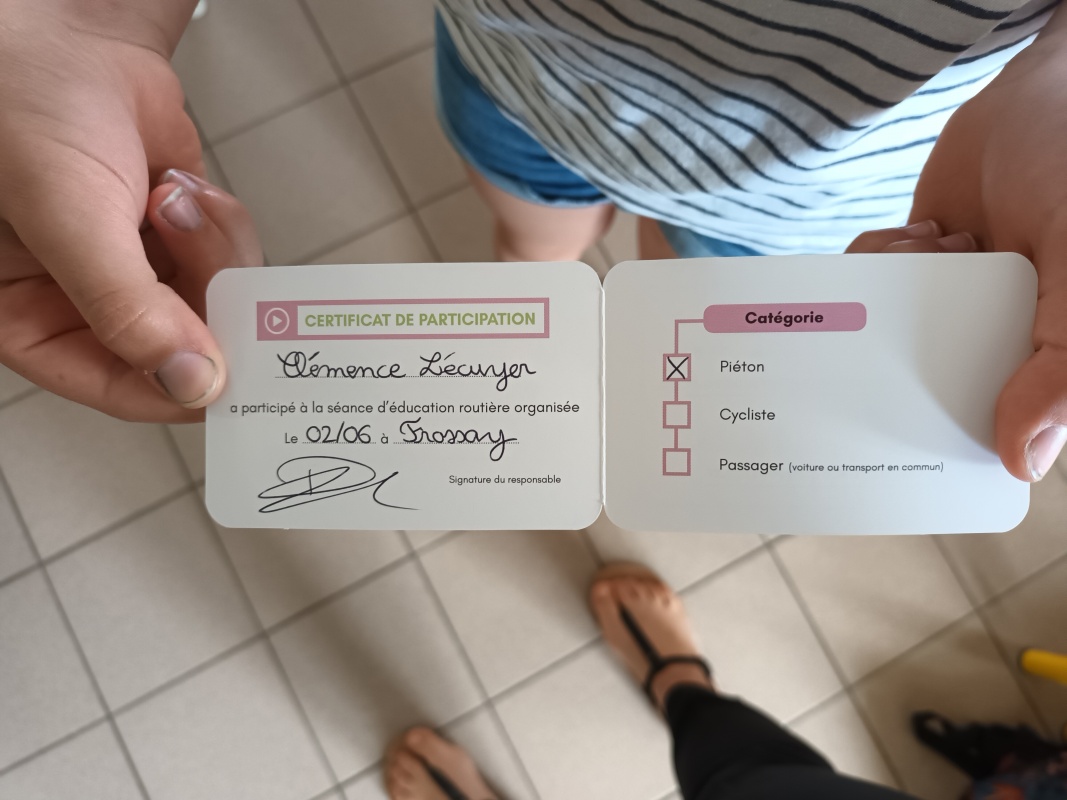 CERTIFICAT DE PARTICIPATION
Clémence Lécuyer
a participé à la séance d'éducation routière organisée
Le 02/06 à Frossay
Signature du responsable
Catégorie
Piéton
Cycliste
Passager (voiture ou transport en commun)